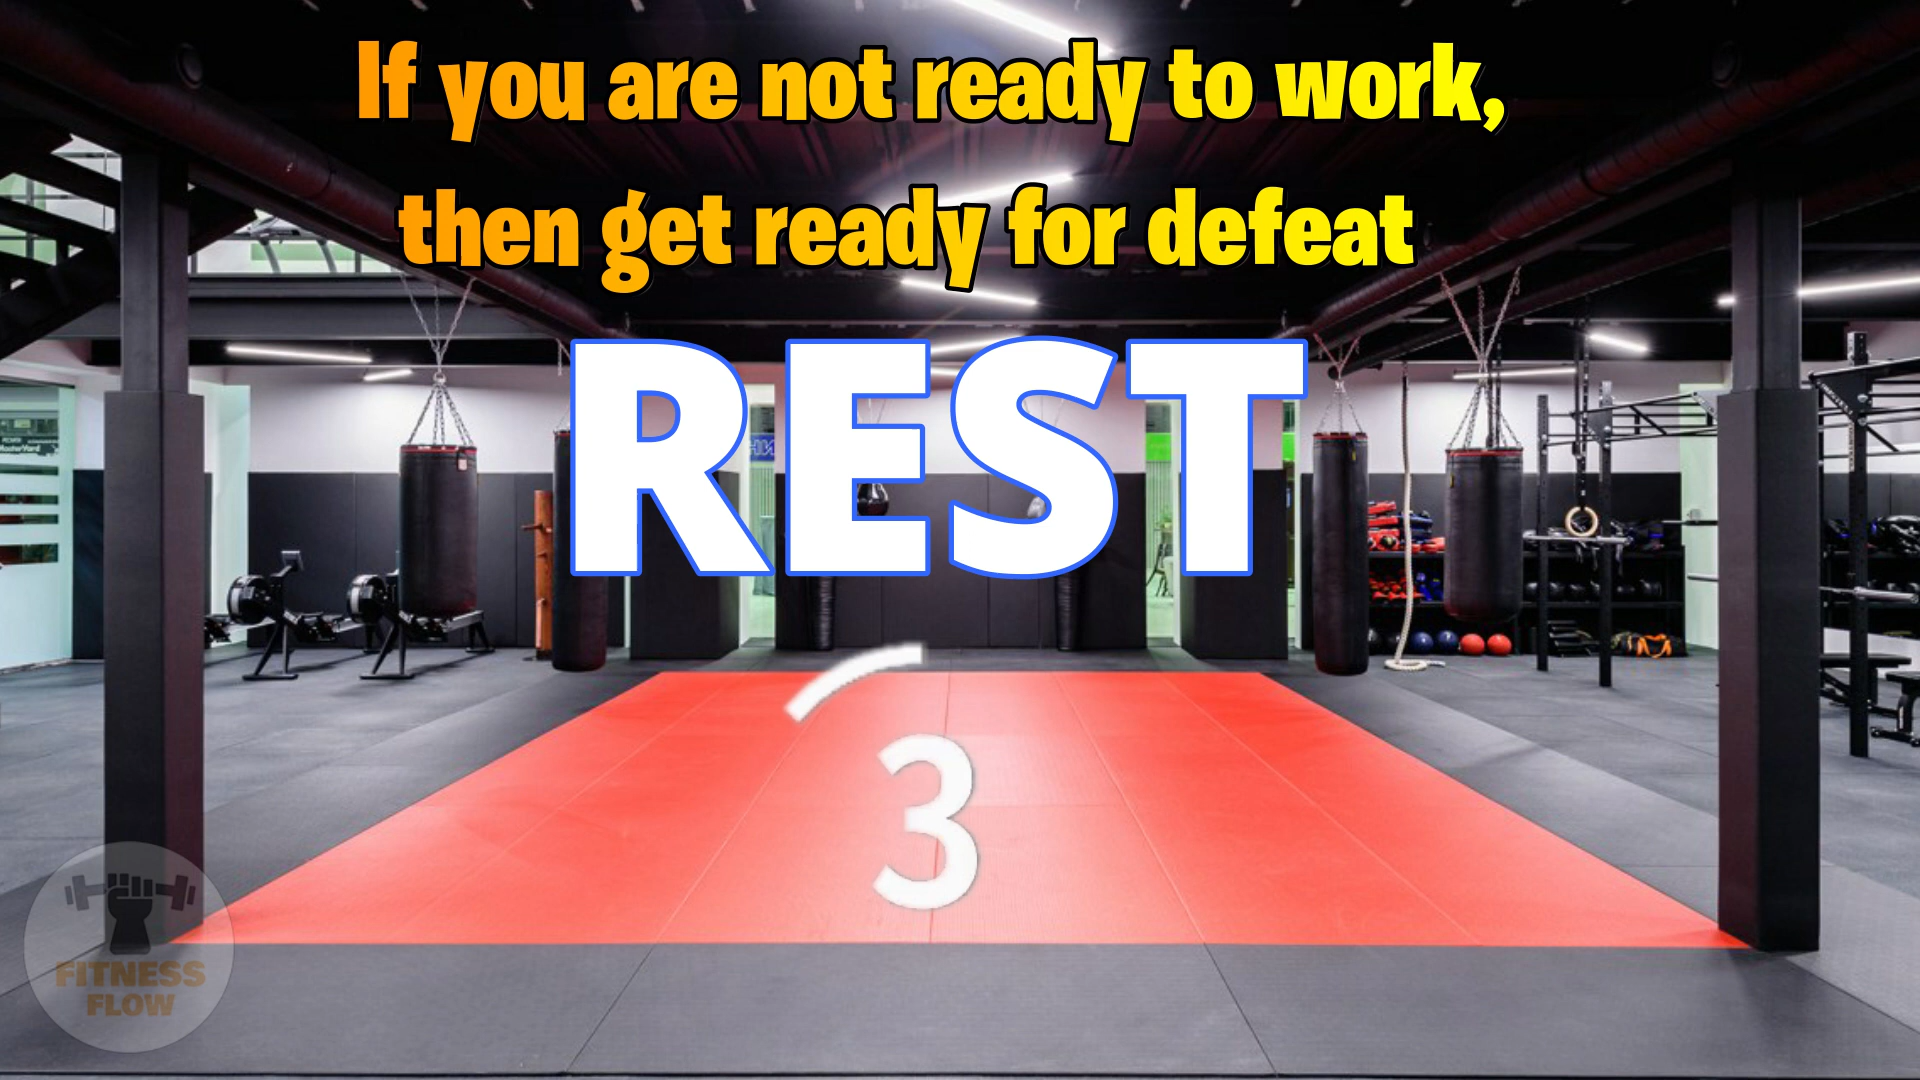 If you are not ready to work,
then get ready for defeat
REST
3
FITNESS
FLOW